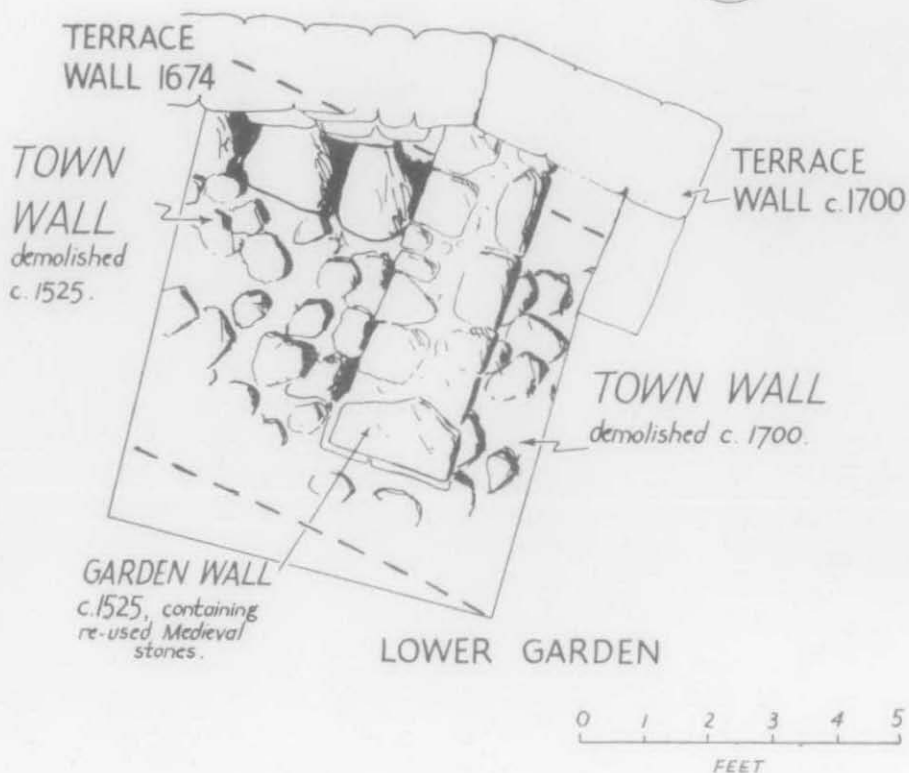 TERRACE
WALL 1674
TOWN
WALL
demolished
c. 1525.
TERRACE
WALL c. 1700
TOWN WALL
demolished c. 1700.
GARDEN WALL
c. 1525, containing
re-used Medieval
stones.
LOWER GARDEN
0 1 2 3 4 5
FEET